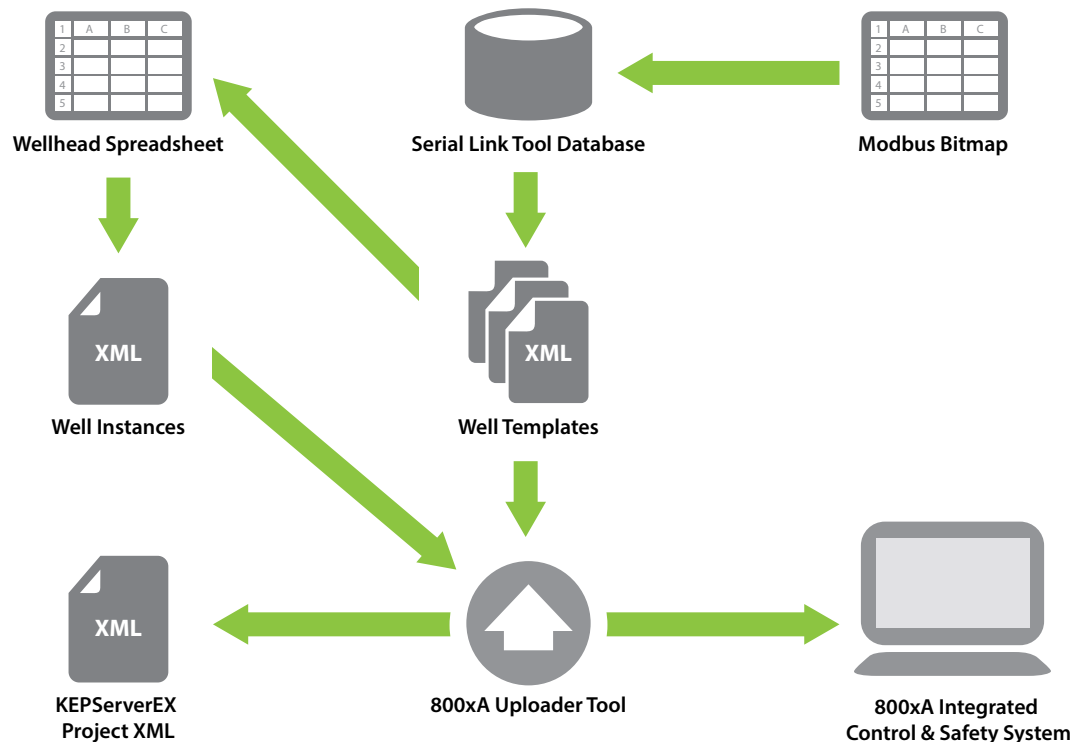 1 A B C
2
3
4
5
Wellhead Spreadsheet
Serial Link Tool Database
1 A B C
2
3
4
5
Modbus Bitmap
XML
Well Instances
XML
Well Templates
XML
KEPServerEX
Project XML
800xA Uploader Tool
800xA Integrated
Control & Safety System